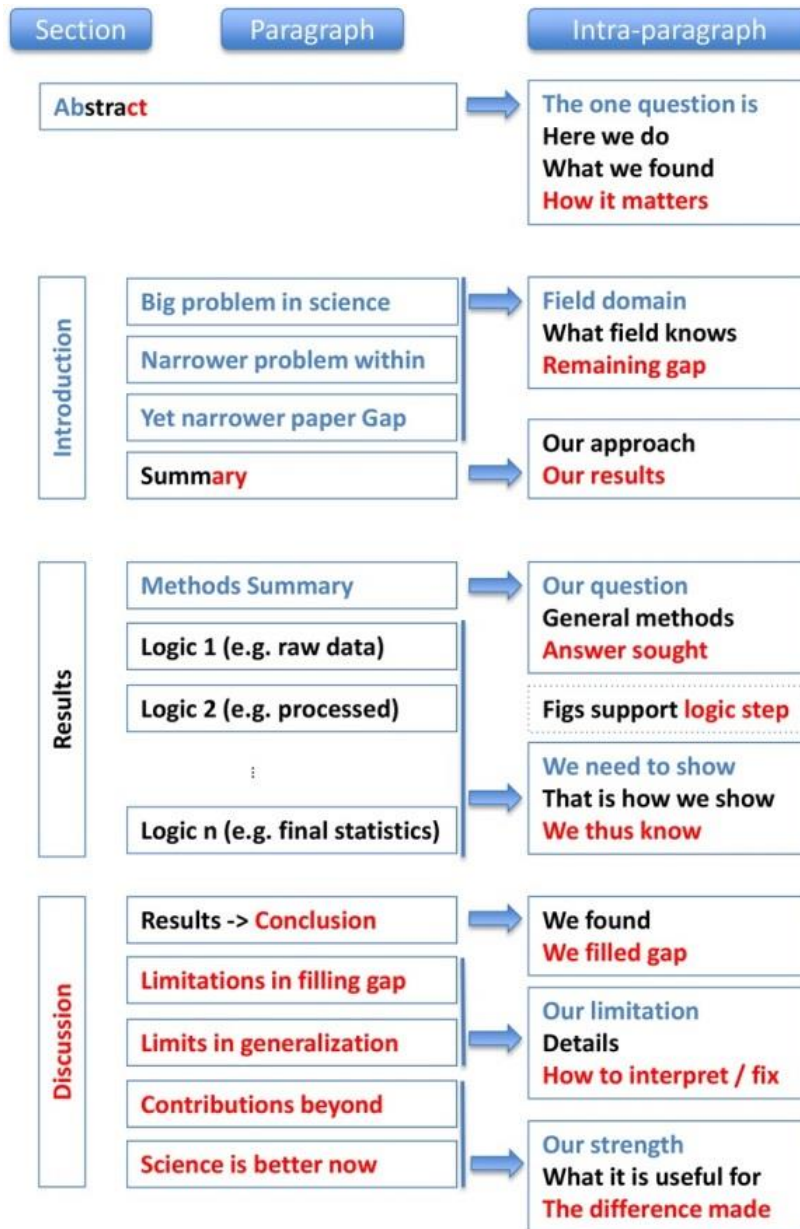 Section
Paragraph
Intra-paragraph
Abstract
The one question is
Here we do
What we found
How it matters
Introduction
Big problem in science
Narrower problem within
Yet narrower paper Gap
Summary
Field domain
What field knows
Remaining gap
Our approach
Our results
Results
Methods Summary
Logic 1 (e.g. raw data)
Logic 2 (e.g. processed)
...
Logic n (e.g. final statistics)
Our question
General methods
Answer sought
Figs support logic step
We need to show
That is how we show
We thus know
Discussion
Results -> Conclusion
Limitations in filling gap
Limits in generalization
Contributions beyond
Science is better now
We found
We filled gap
Our limitation
Details
How to interpret / fix
Our strength
What it is useful for
The difference made